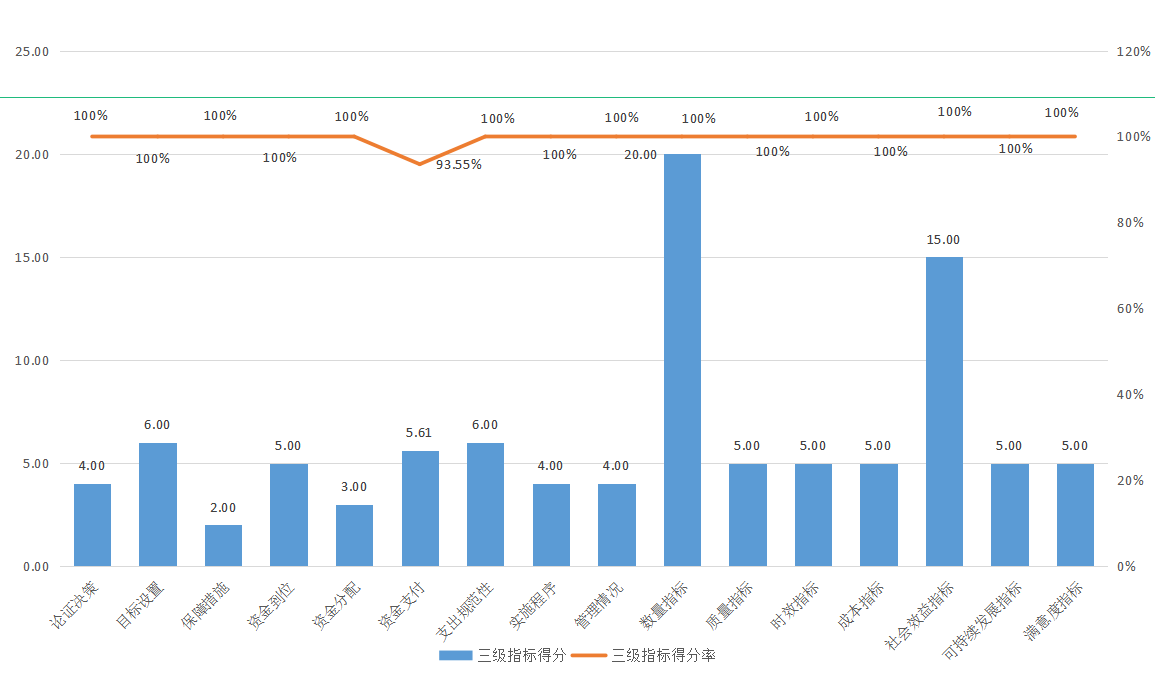 25.00
120%
100%
100%
100%
100%
100%
100%
100%
100%
100%
100%
20.00
100%
100%
100%
20.00
100%
100%
100%
93.55%
80%
15.00
15.00
60%
10.00
40%
6.00
5.61
6.00
5.00
5.00
5.00
5.00
5.00
5.00
5.00
4.00
4.00
4.00
3.00
2.00
20%
0.00
0%
论证决策
目标设置
保障措施
资金到位
资金分配
资金支付
支出规范性
实施程序
管理情况
数量指标
质量指标
时效指标
成本指标
社会效益指标
可持续发展指标
满意度指标
三级指标得分
三级指标得分率